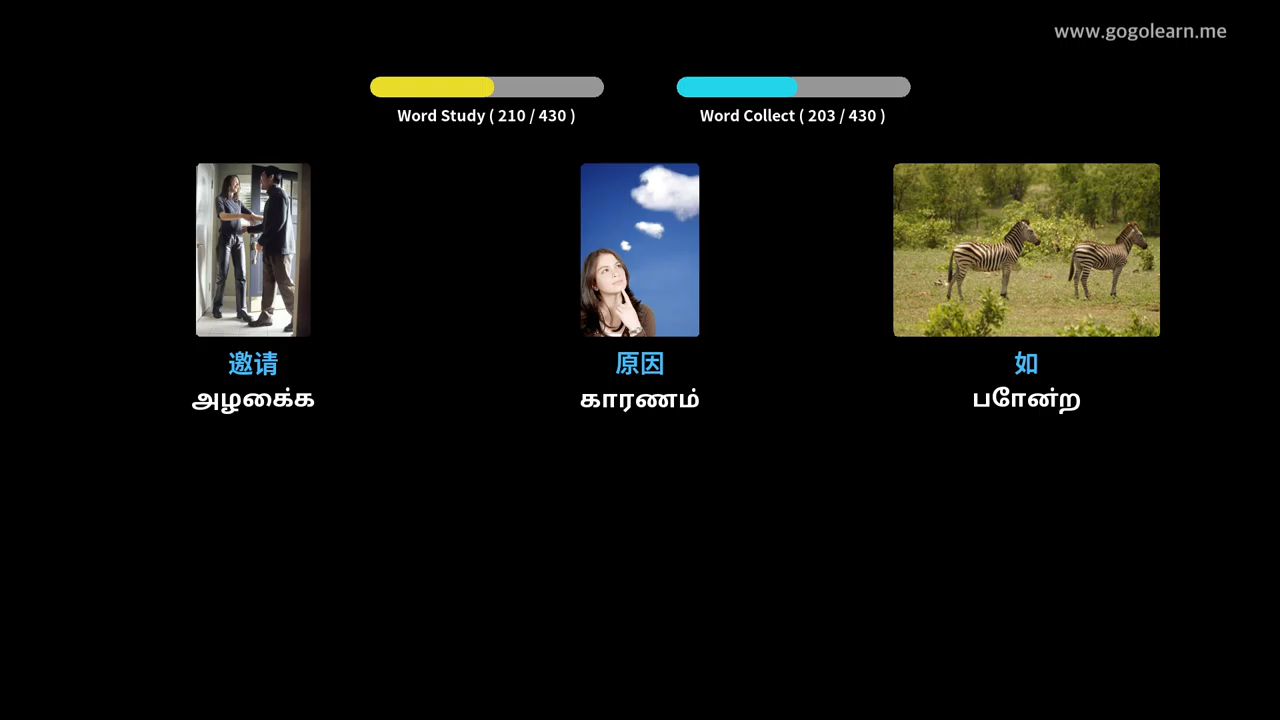 www.gogolearn.me
Word Study ( 210 / 430 ) Word Collect ( 203 / 430 )
邀请 原因 如
அழைக்க காரணம் போன்ற